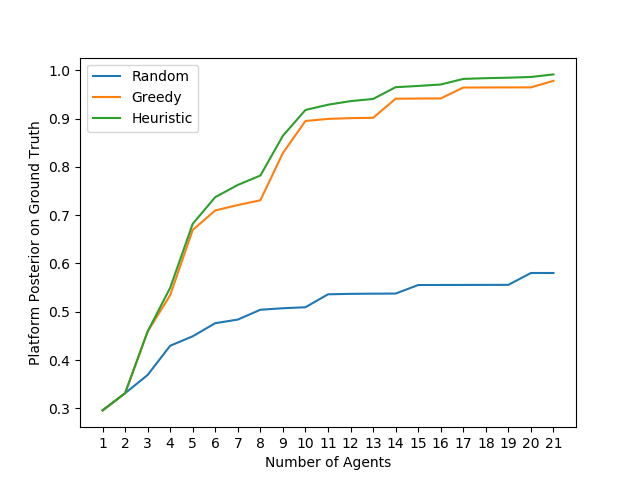 Random
Greedy
Heuristic
Platform Posterior on Ground Truth
1.0
0.9
0.8
0.7
0.6
0.5
0.4
0.3
1 2 3 4 5 6 7 8 9 10 11 12 13 14 15 16 17 18 19 20 21
Number of Agents